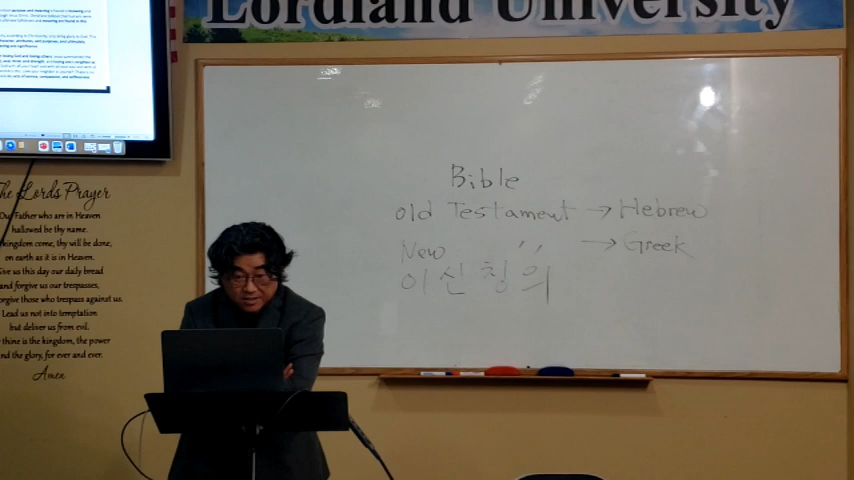 Lordland University
The Lords Prayer
Our Father who are in Heaven
hallowed be thy name.
kingdom come, thy will be done,
on earth as it is in Heaven.
Give us this day our daily bread
and forgive us our trespasses,
forgive those who trespass against us.
Lead us not into temptation
but deliver us from evil.
thine is the kingdom, the power
and the glory, for ever and ever.
Amen
Bible
Old Testament → Hebrew
New 〃 → Greek
이신칭의